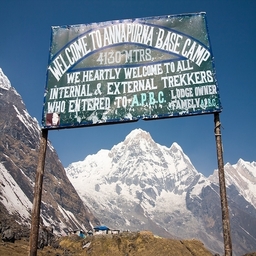 WELCOME TO ANNAPURNA BASE CAMP
4130 MTRS.
WE HEARTLY WELCOME TO ALL
INTERNAL & EXTERNAL TREKKERS
WHO ENTERED TO A.P.B.C. LODGE OWNER
FAMILY